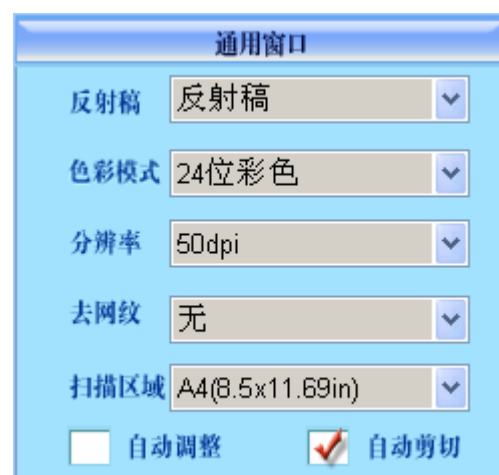 通用窗口
反射稿 反射稿
色彩模式 24位彩色
分辨率 50dpi
去网纹 无
扫描区域 A4(8.5x11.69in)
自动调整 自动剪切